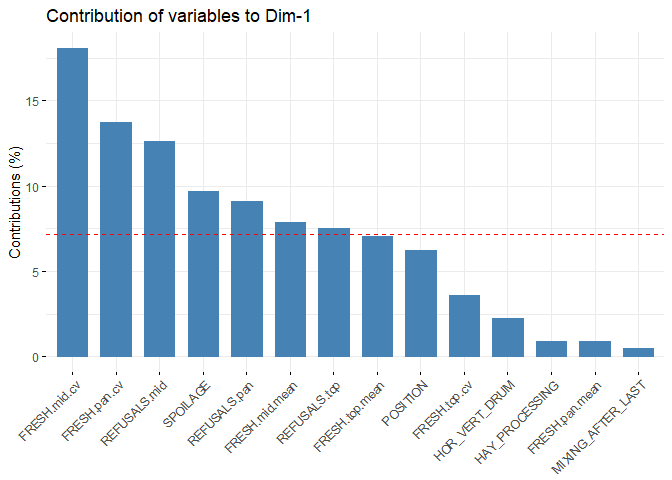 Contribution of variables to Dim-1
Contributions (%)
15
10
5
0
FRESH.mid.cv
FRESH.pan.cv
REFUSALS.mid
SPOILAGE
REFUSALS.pan
FRESH.mid.mean
REFUSALS.top
FRESH.top.mean
POSITION
FRESH.top.cv
HOR_VERT_DRUM
HAY_PROCESSING
FRESH.pan.mean
MIXING_AFTER_LAST